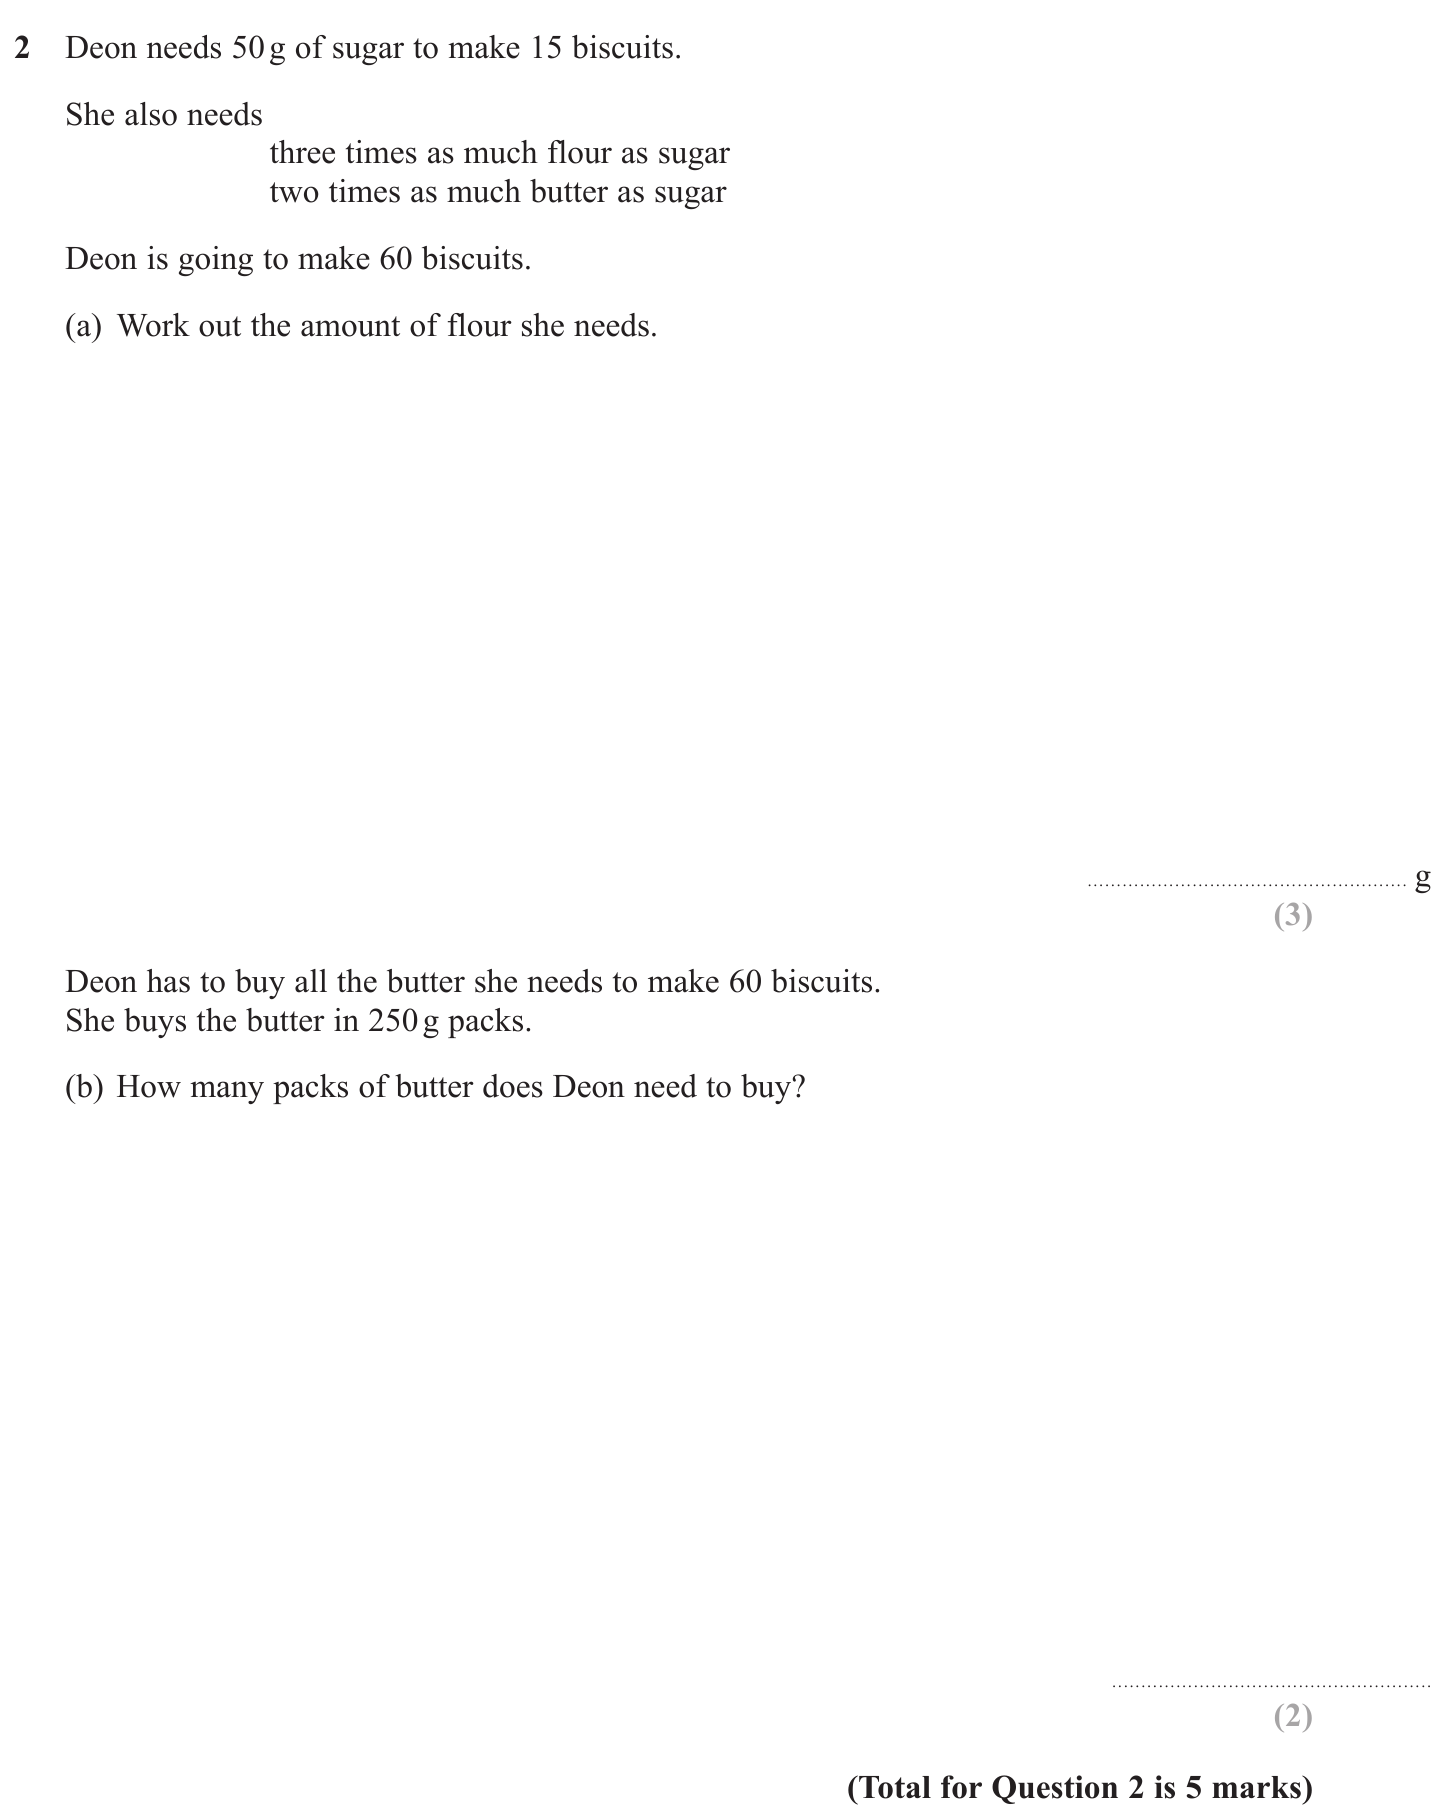 2 Deon needs 50 g of sugar to make 15 biscuits.
She also needs
three times as much flour as sugar
two times as much butter as sugar
Deon is going to make 60 biscuits.
(a) Work out the amount of flour she needs.
....................................................... g
(3)
Deon has to buy all the butter she needs to make 60 biscuits.
She buys the butter in 250 g packs.
(b) How many packs of butter does Deon need to buy?
.......................................................
(2)
(Total for Question 2 is 5 marks)